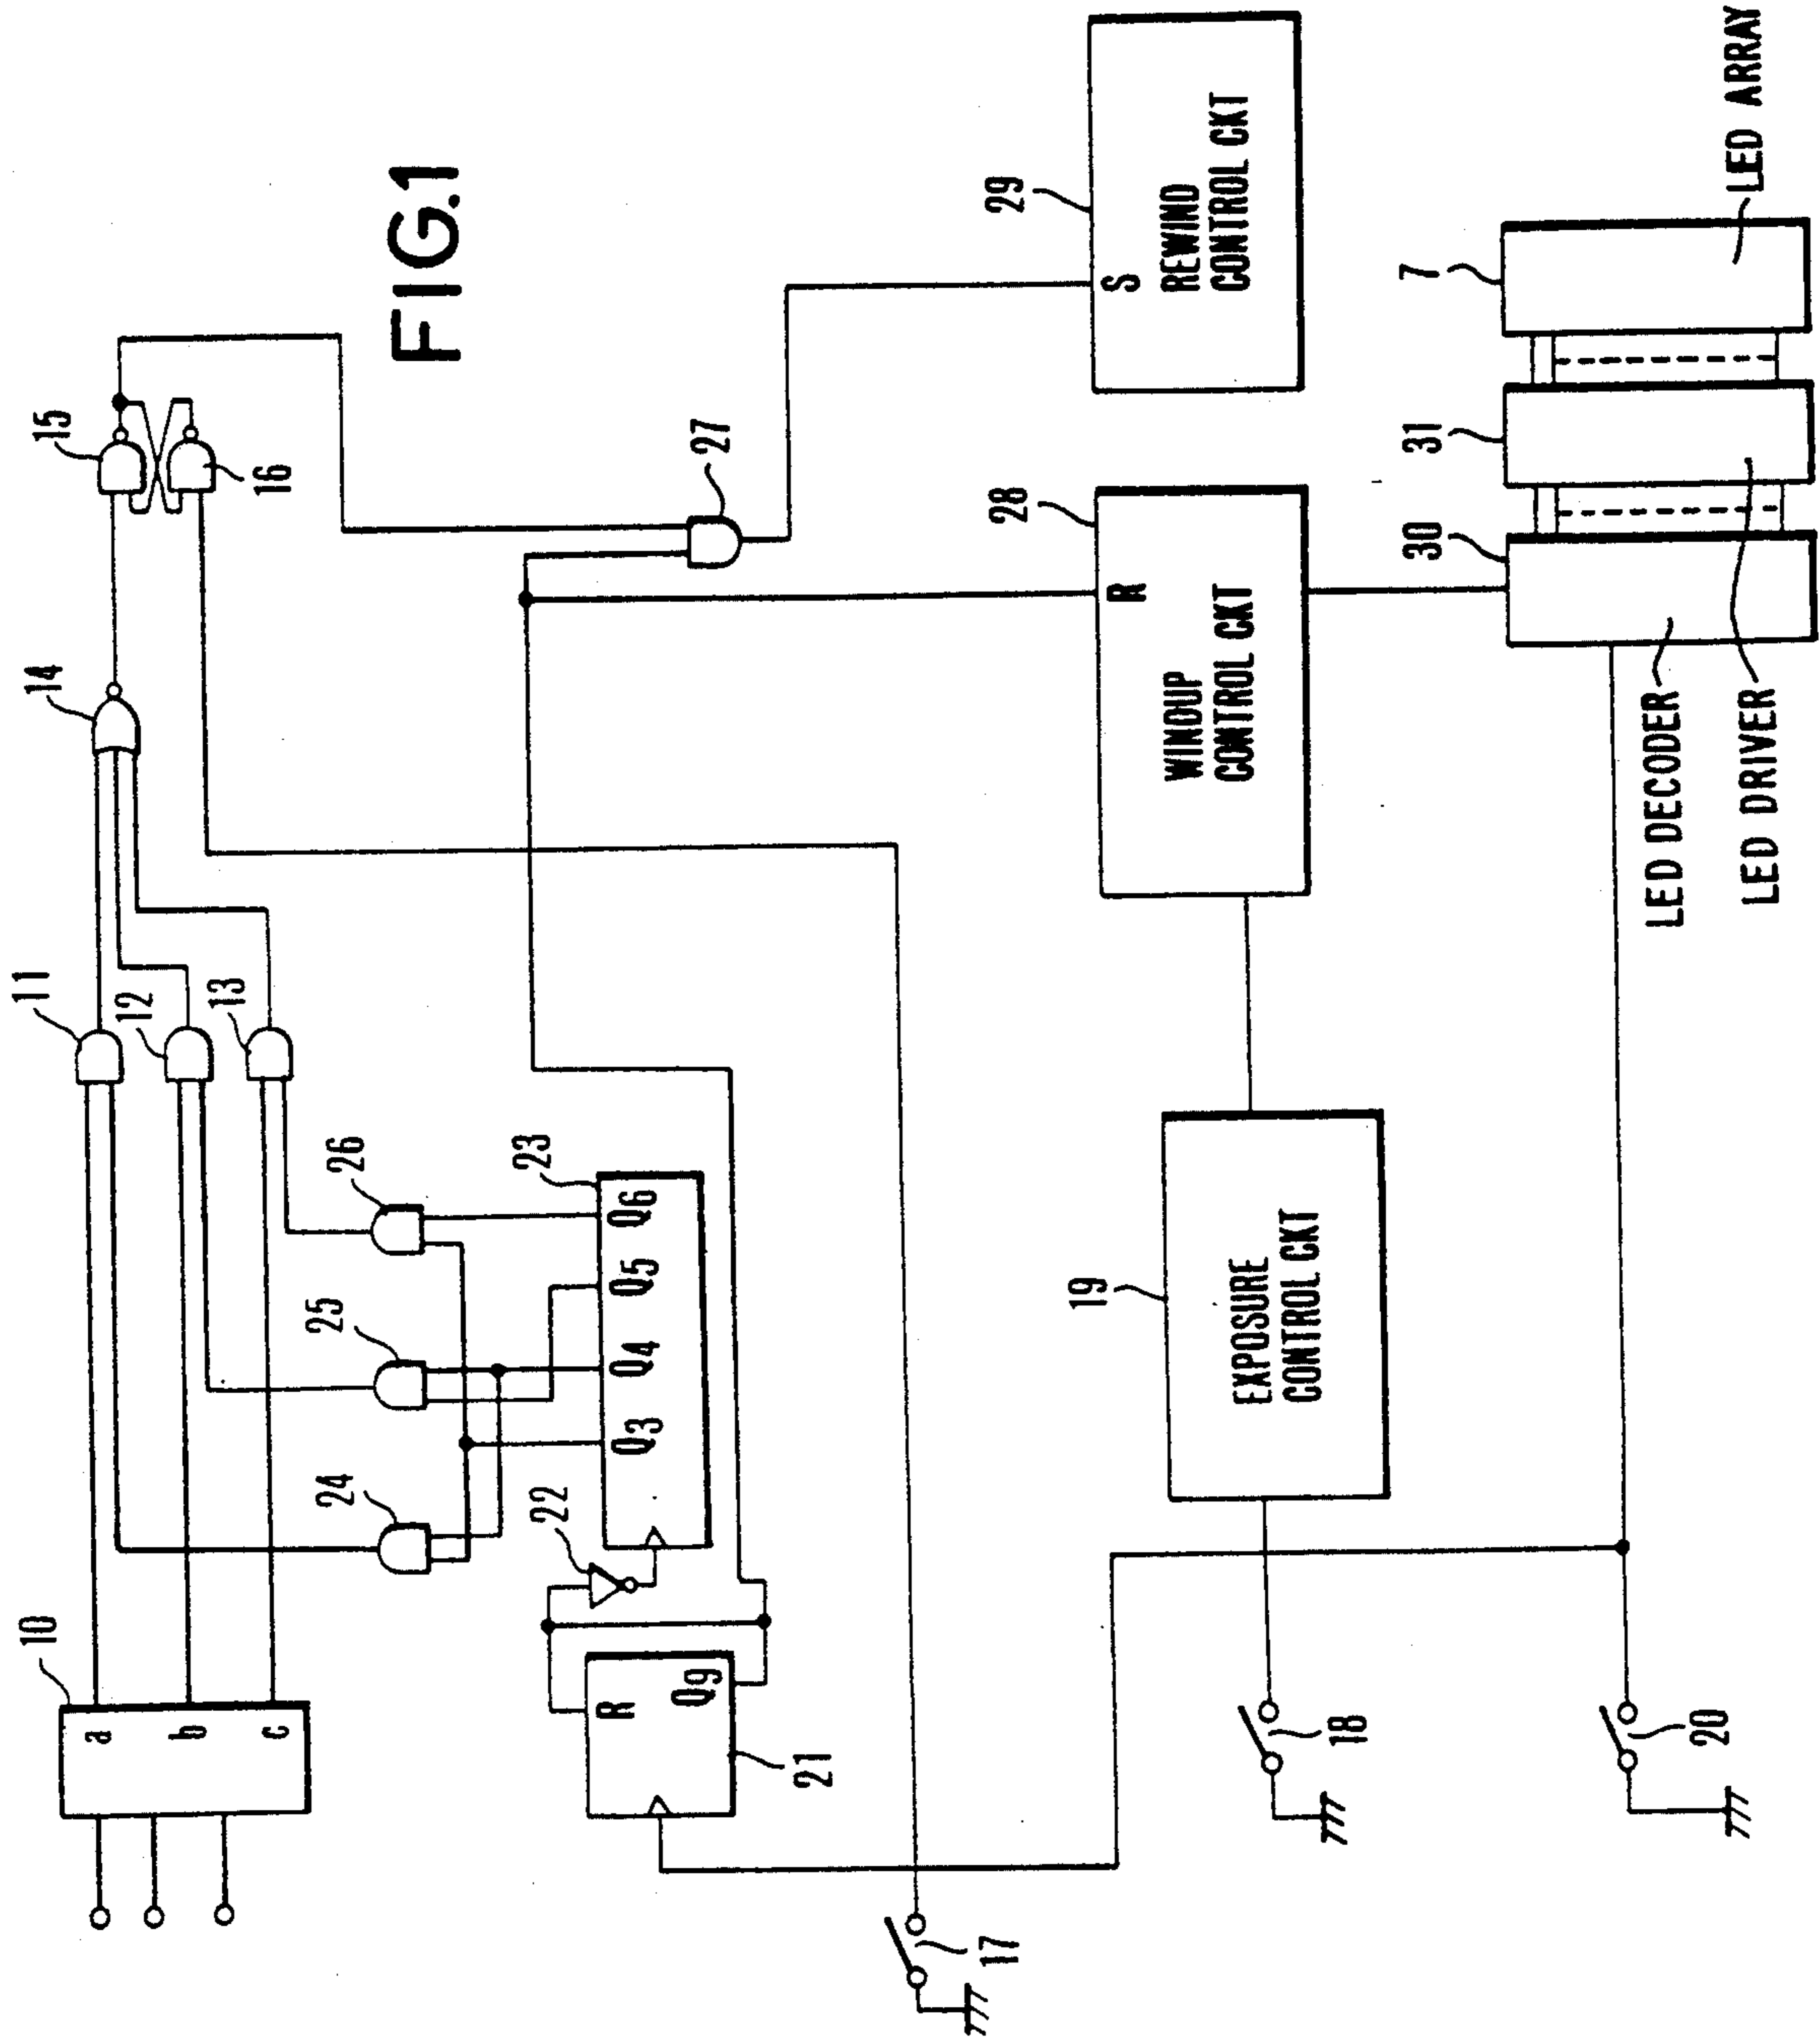 FIG.1
10
a
b
c
11
12
13
14
15
16
24
25
26
22
23
Q3
Q4
Q5
Q6
21
R
Q9
27
17
18
19
EXPOSURE
CONTROL CKT
28
R
WINDUP
CONTROL CKT
29
S
REWIND
CONTROL CKT
20
30
31
7
LED DECODER
LED DRIVER
LED ARRAY